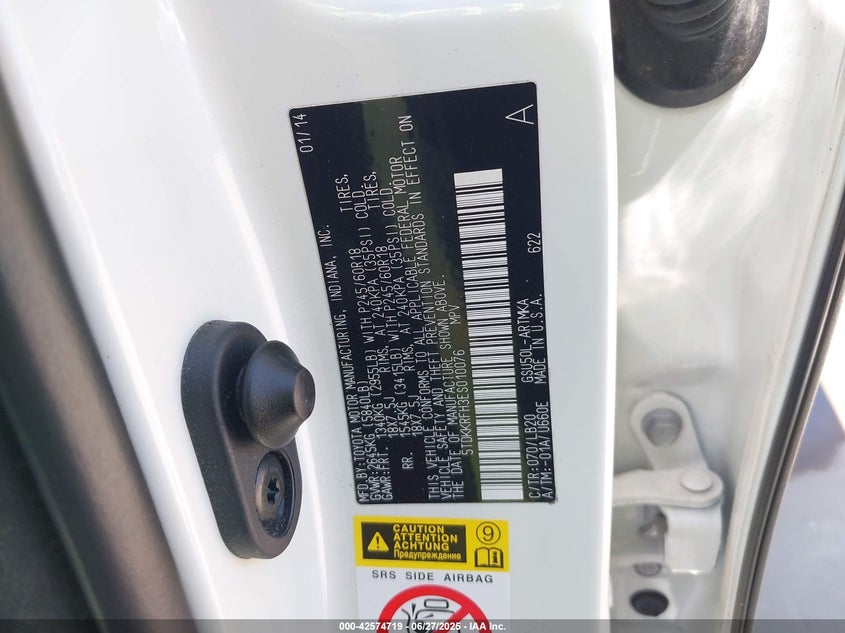 MFD.BY:TOYOTA MOTOR MANUFACTURING, INDIANA, INC. 01/14
GVWR:2645KG (5840LB)
GAWR:FRT. 1340KG (2955LB) WITH P245/60R18 TIRES,
18X7.5J RIMS, AT 240KPA (35PSI) COLD.
RR. 1545KG (3415LB) WITH P245/60R18 TIRES,
18X7.5J RIMS, AT 240KPA (35PSI) COLD.
THIS VEHICLE CONFORMS TO ALL APPLICABLE FEDERAL MOTOR
VEHICLE SAFETY AND THEFT PREVENTION STANDARDS IN EFFECT ON
THE DATE OF MANUFACTURE SHOWN ABOVE.
5TDKKRFH3ES010076 MPV
A
C/TR:070/LB20 GSU50L-ARTMKA
A/TM:-01A/U660E MADE IN U.S.A. 622
CAUTION
ATTENTION
ACHTUNG
Предупреждение
9
SRS SIDE AIRBAG
000-42574719 | 06/27/2025 | IAA Inc.